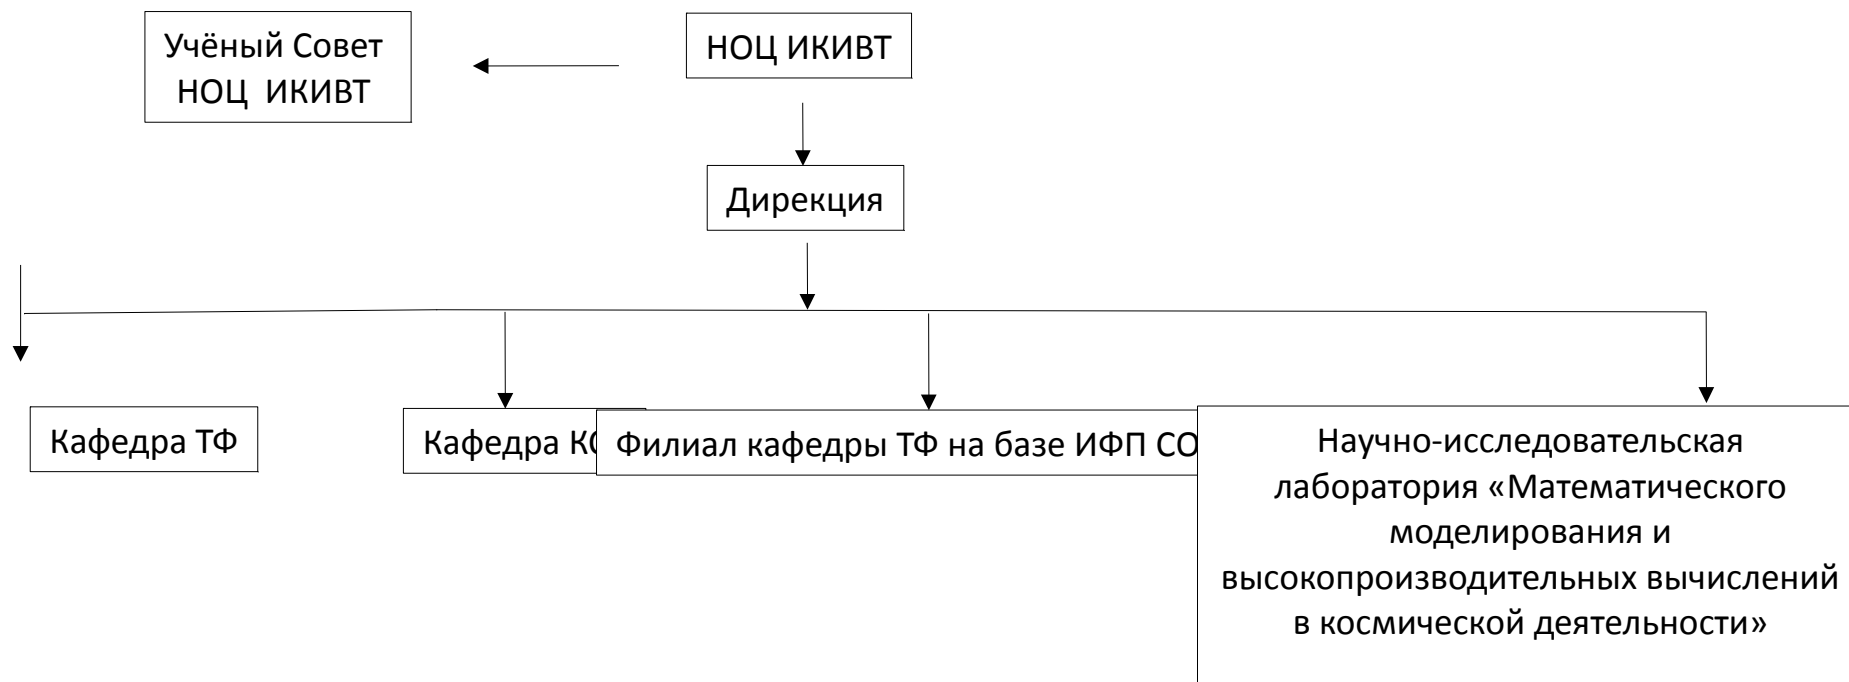 Учёный Совет
НОЦ ИКИВТ
НОЦ ИКИВТ
Дирекция
Кафедра ТФ
Кафедра
Филиал кафедры ТФ на базе ИФП СО
Научно-исследовательская
лаборатория «Математического
моделирования и
высокопроизводительных вычислений
в космической деятельности»